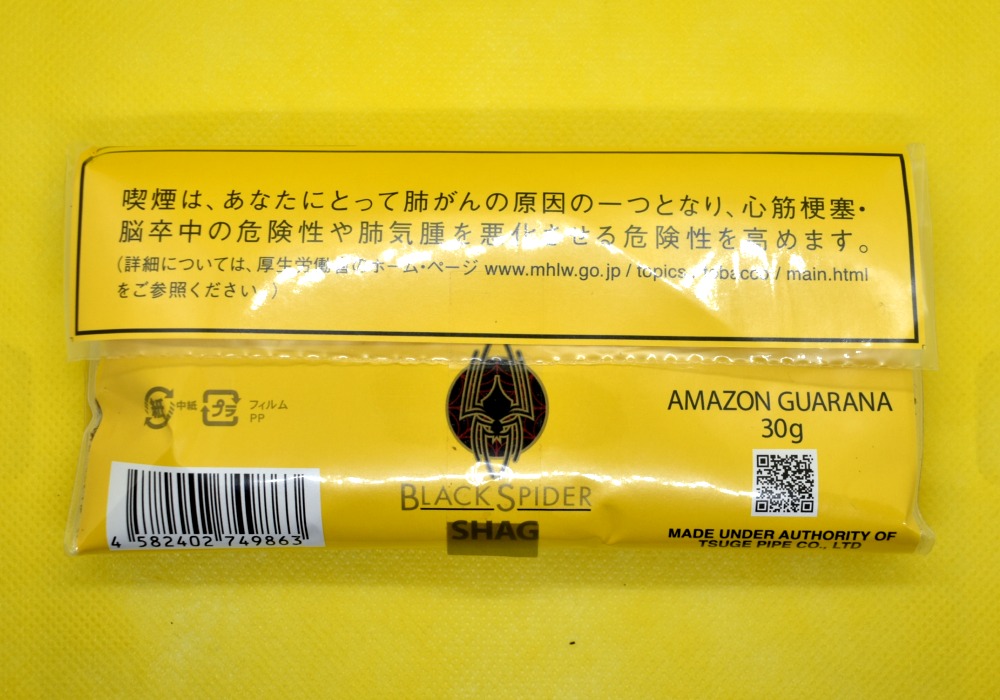 喫煙は、あなたにとって肺がんの原因の一つとなり、心筋梗塞・
脳卒中の危険性や肺気腫を悪化させる危険性を高めます。
(詳細については、厚生労働省のホーム・ページ www.mhlw.go.jp / topics / tobacco / main.html
をご参照ください。)
紙 中紙 プラ フィルム
PP
AMAZON GUARANA
30g
BLACK SPIDER
SHAG
4 582402 749863
MADE UNDER AUTHORITY OF
TSUGE PIPE CO., LTD